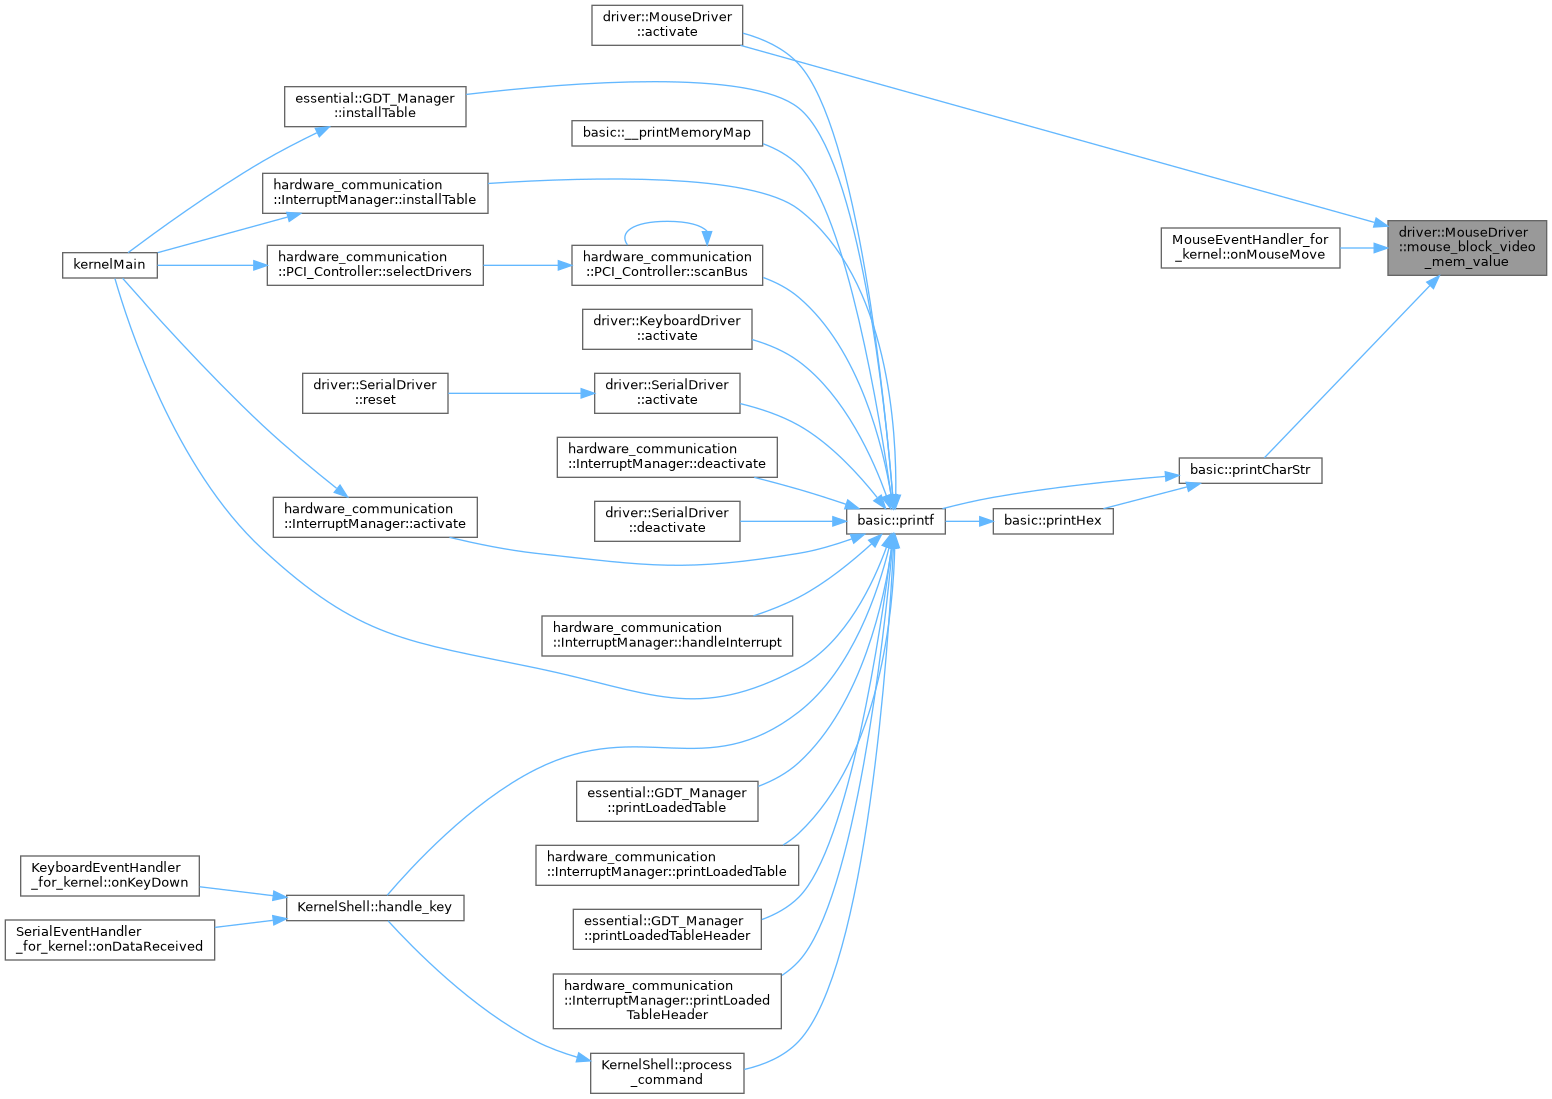 driver::MouseDriver
::activate
essential::GDT_Manager
::installTable
basic::__printMemoryMap
hardware_communication
::InterruptManager::installTable
kernelMain
hardware_communication
::PCI_Controller::selectDrivers
hardware_communication
::PCI_Controller::scanBus
MouseEventHandler_for
_kernel::onMouseMove
driver::MouseDriver
::mouse_block_video
_mem_value
driver::KeyboardDriver
::activate
driver::SerialDriver
::reset
driver::SerialDriver
::activate
hardware_communication
::InterruptManager::deactivate
basic::printCharStr
hardware_communication
::InterruptManager::activate
driver::SerialDriver
::deactivate
basic::printf
basic::printHex
hardware_communication
::InterruptManager::handleInterrupt
essential::GDT_Manager
::printLoadedTable
hardware_communication
::InterruptManager::printLoadedTable
KeyboardEventHandler
_for_kernel::onKeyDown
KernelShell::handle_key
SerialEventHandler
_for_kernel::onDataReceived
essential::GDT_Manager
::printLoadedTableHeader
hardware_communication
::InterruptManager::printLoaded
TableHeader
KernelShell::process
_command